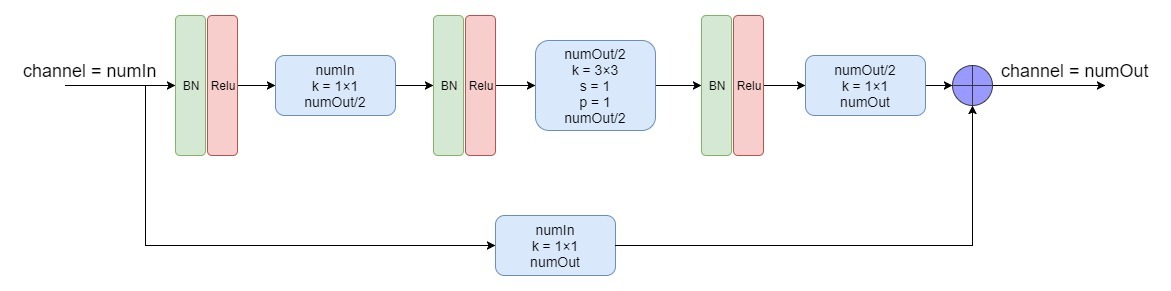 channel = numIn
BN
Relu
numIn
k = 1×1
numOut/2
BN
Relu
numOut/2
k = 3×3
s = 1
p = 1
numOut/2
BN
Relu
numOut/2
k = 1×1
numOut
channel = numOut
numIn
k = 1×1
numOut